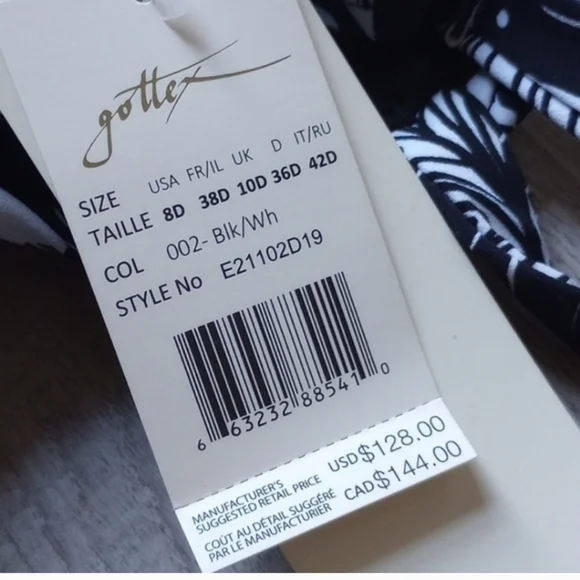 gottex
SIZE USA FR/IL UK D IT/RU
TAILLE 8D 38D 10D 36D 42D
COL 002- Blk/Wh
STYLE No E21102D19
6 63232 88541 0
MANUFACTURER'S
SUGGESTED RETAIL PRICE USD$128.00
COÛT AU DÉTAIL SUGGÉRÉ
PAR LE MANUFACTURIER CAD$144.00